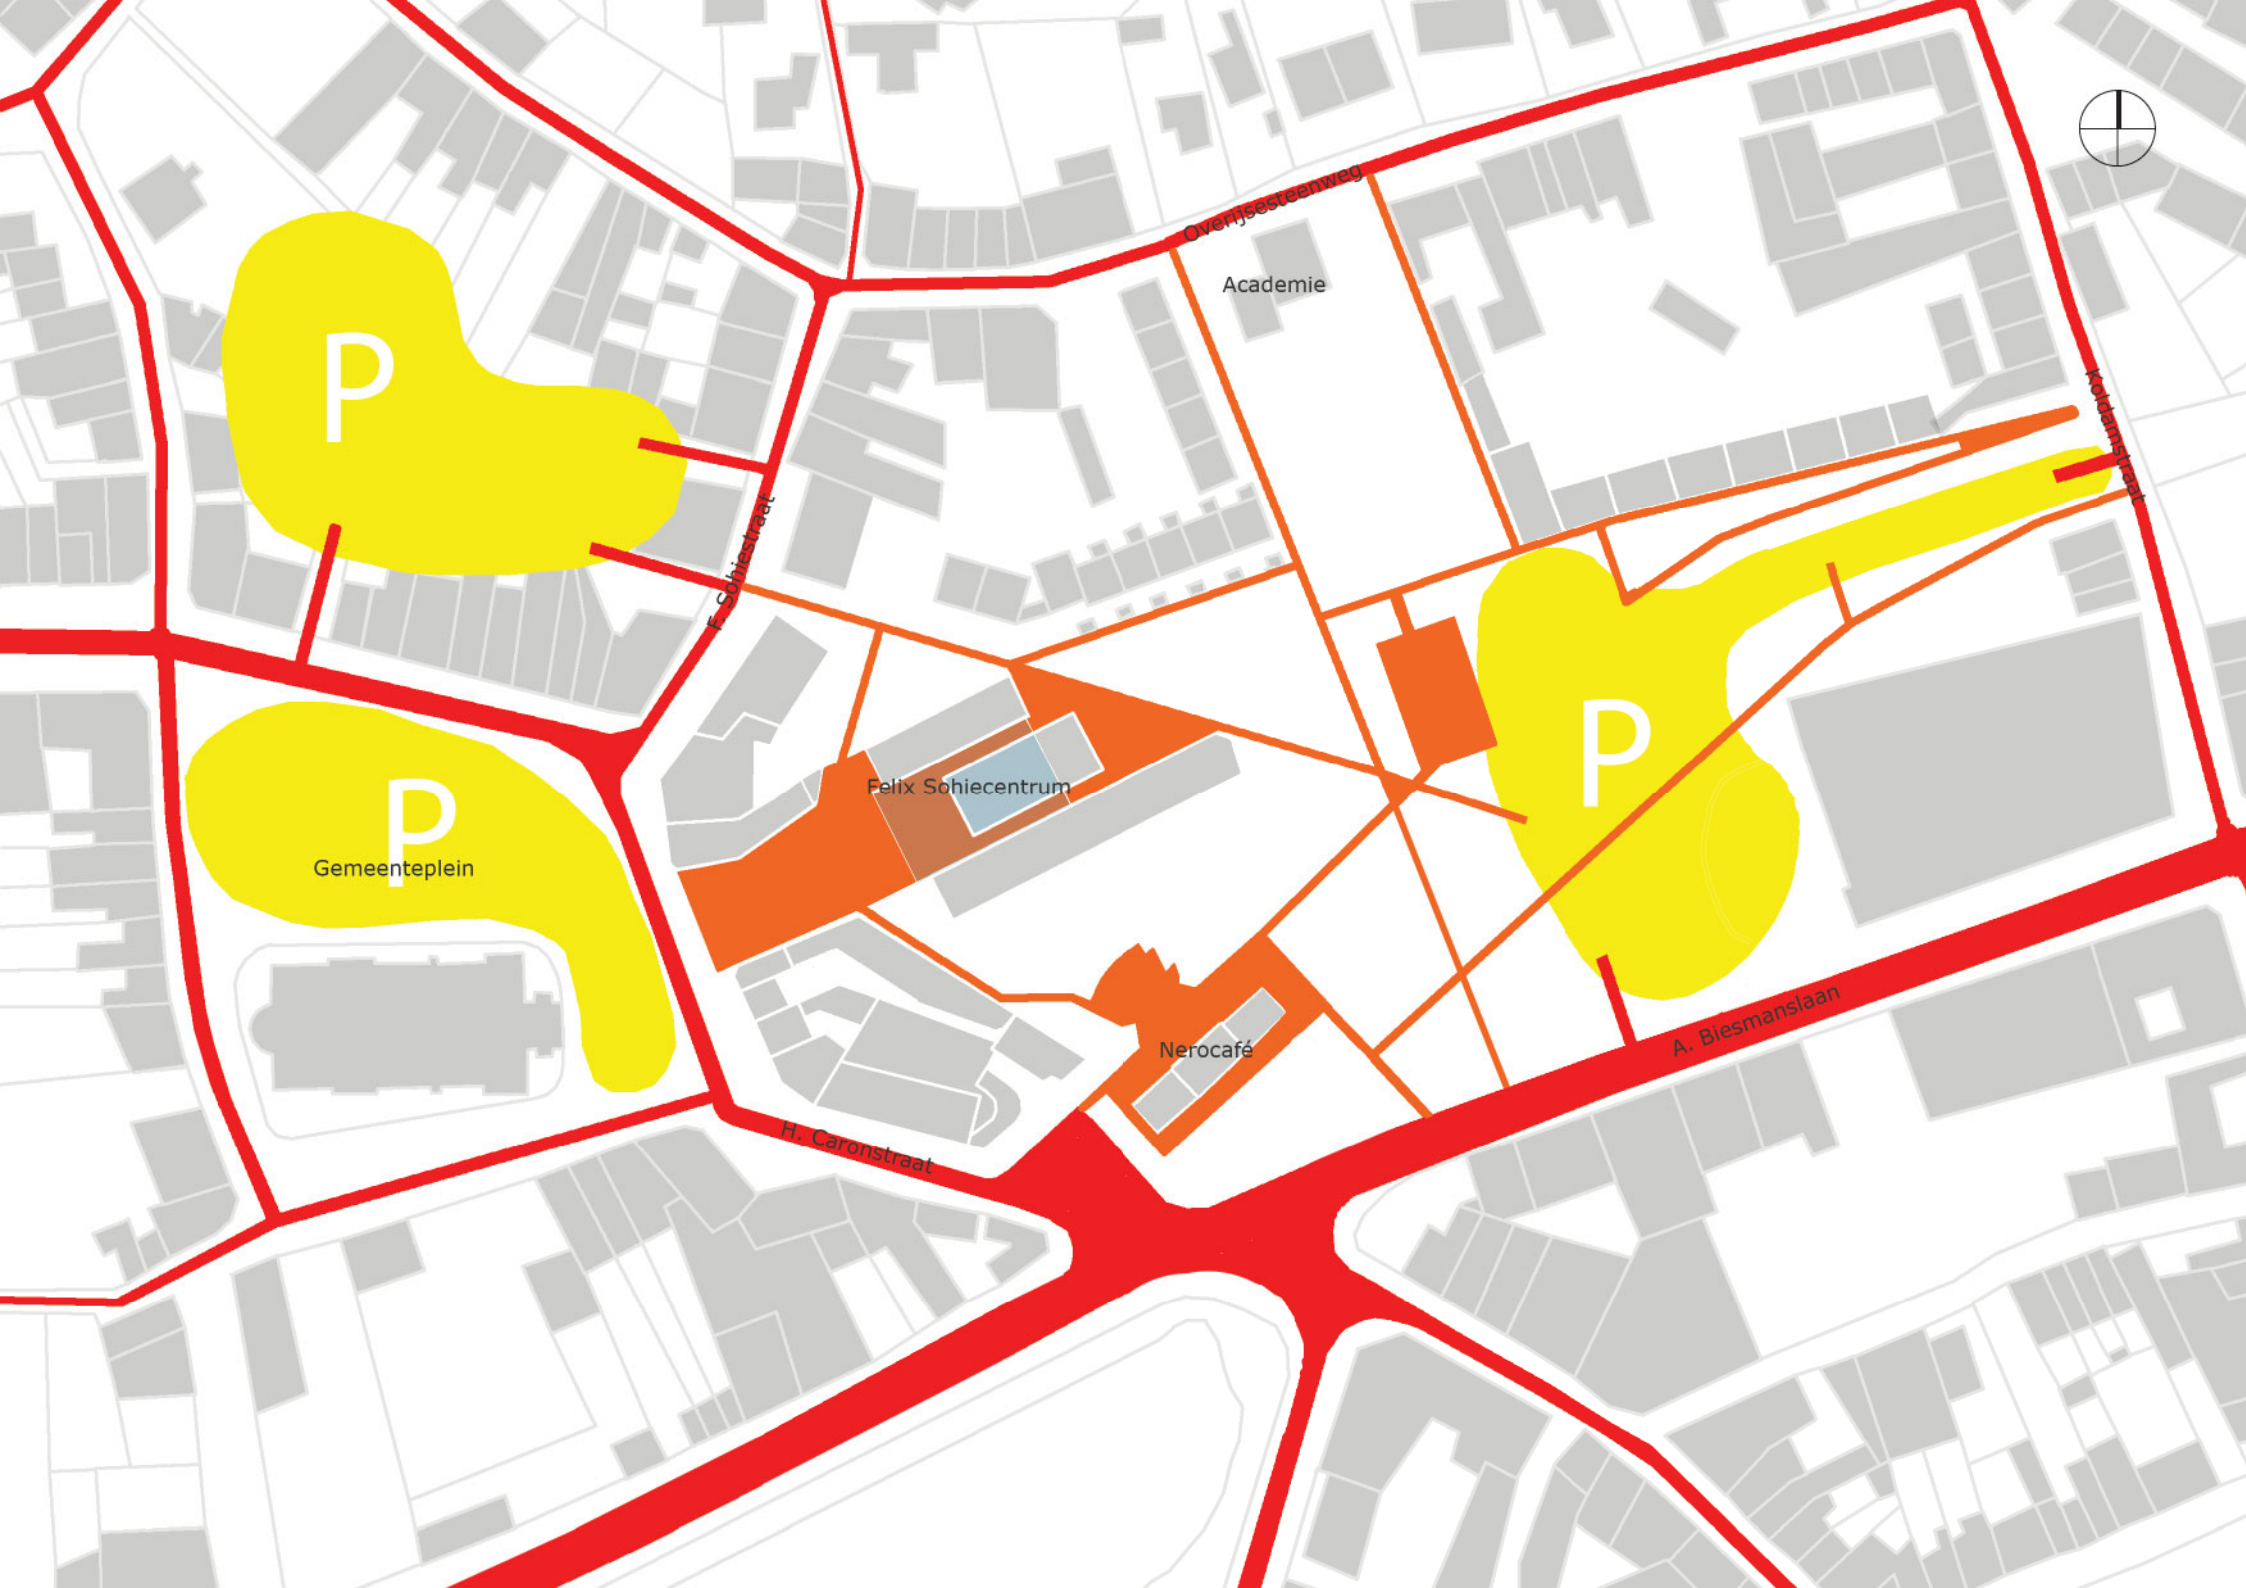 Overijsesteenweg
Academie
P
Koldamstraat
F. Sohiestraat
P
Felix Sohiecentrum
P
Gemeenteplein
A. Biesmanslaan
Nerocafé
H. Caronstraat